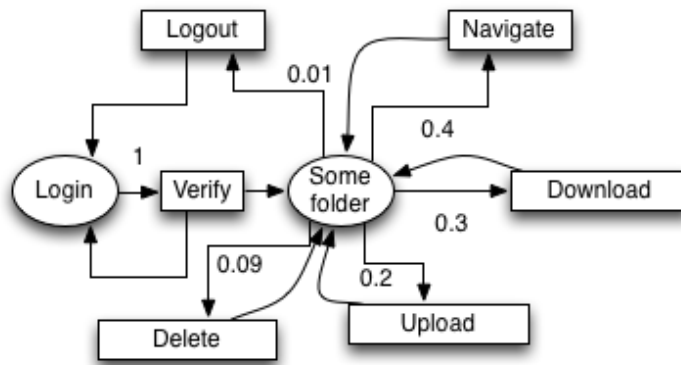 Logout
Navigate
0.01
0.4
1
Login
Verify
Some
folder
Download
0.3
0.09
0.2
Delete
Upload